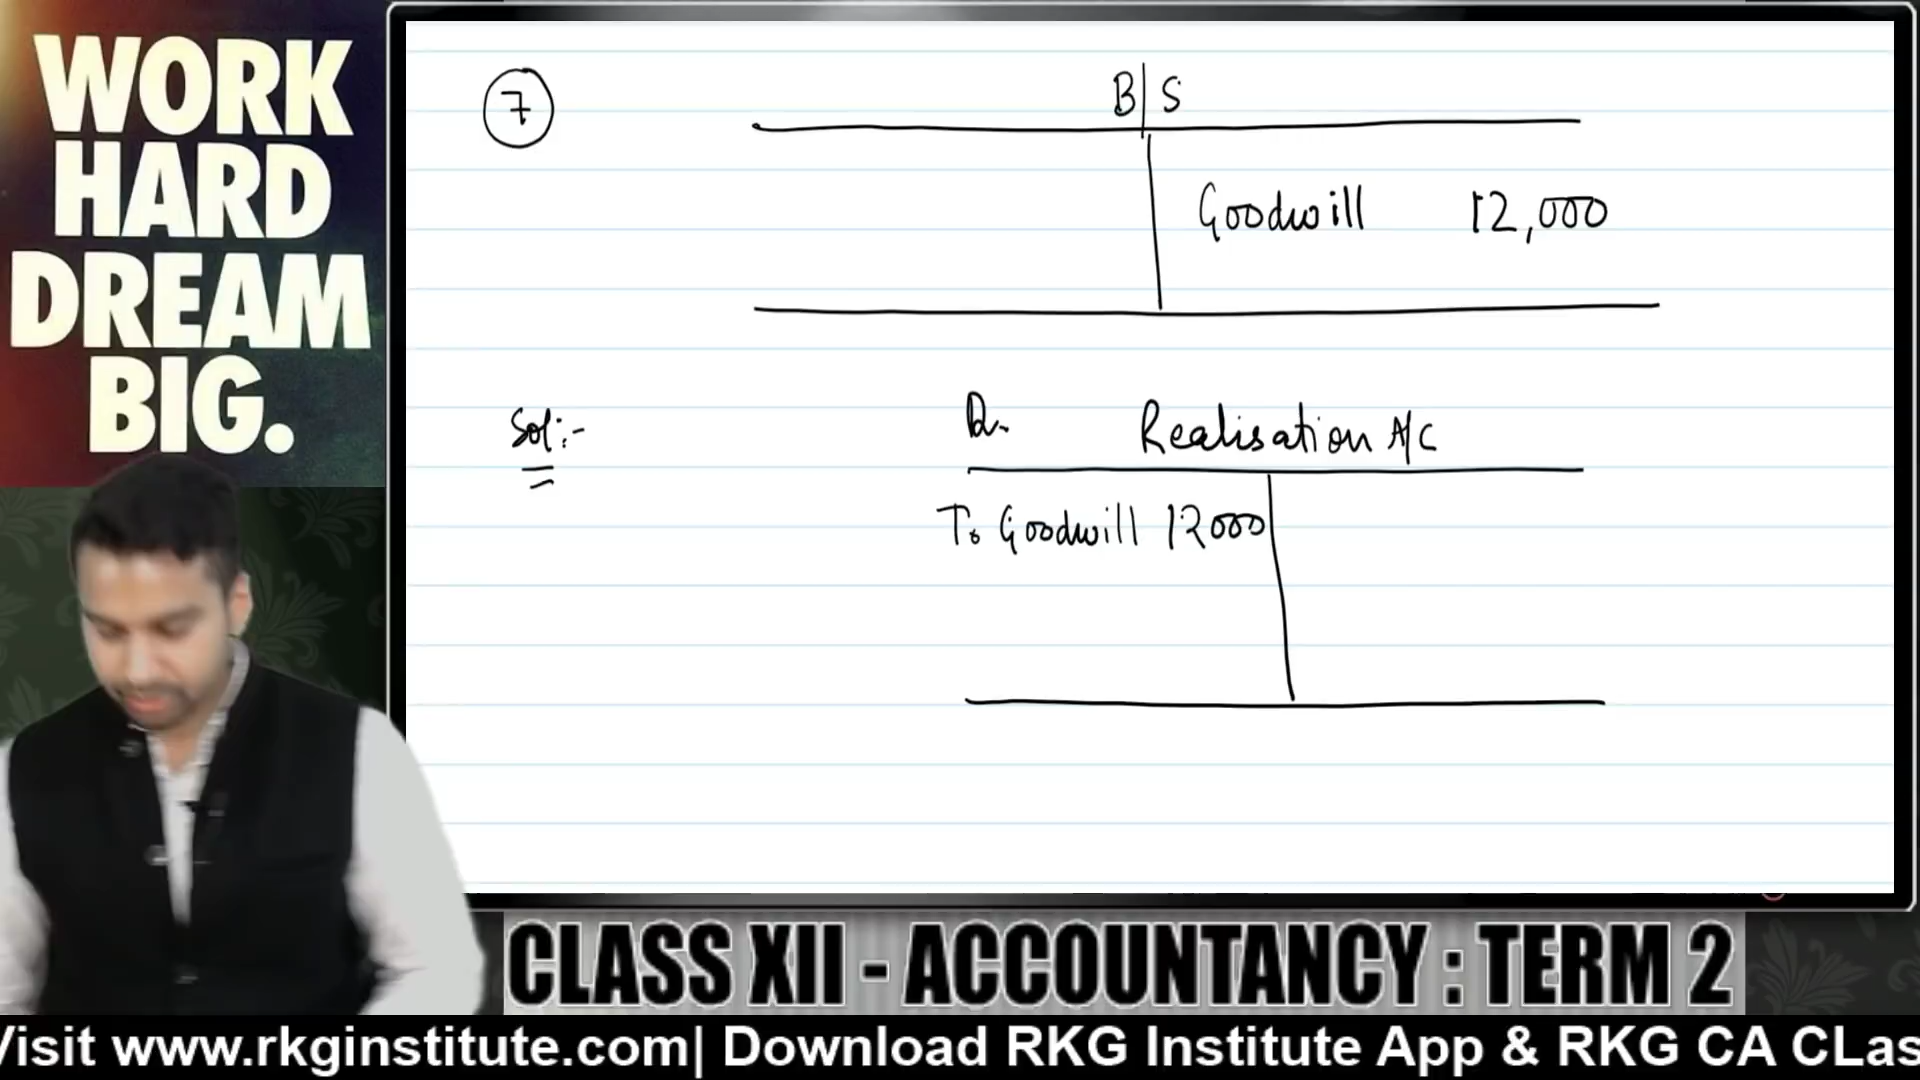 WORK
HARD
DREAM
BIG.
7
B S
Goodwill 12,000
Sol:-
Dr. Realisation A/c
To Goodwill 12000
CLASS XII - ACCOUNTANCY : TERM 2
Visit www.rkginstitute.com| Download RKG Institute App & RKG CA CLas